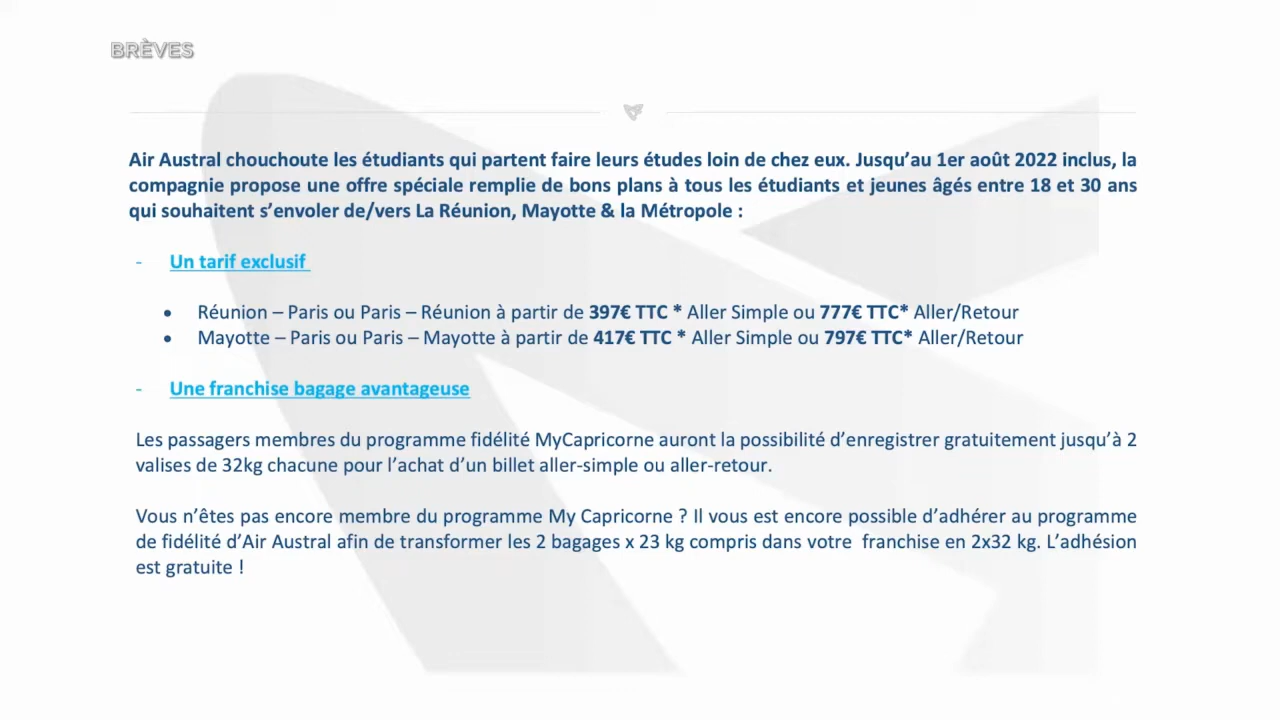 BRÈVES
Air Austral chouchoute les étudiants qui partent faire leurs études loin de chez eux. Jusqu’au 1er août 2022 inclus, la
compagnie propose une offre spéciale remplie de bons plans à tous les étudiants et jeunes âgés entre 18 et 30 ans
qui souhaitent s’envoler de/vers La Réunion, Mayotte & la Métropole :
- Un tarif exclusif
• Réunion – Paris ou Paris – Réunion à partir de 397€ TTC * Aller Simple ou 777€ TTC* Aller/Retour
• Mayotte – Paris ou Paris – Mayotte à partir de 417€ TTC * Aller Simple ou 797€ TTC* Aller/Retour
- Une franchise bagage avantageuse
Les passagers membres du programme fidélité MyCapricorne auront la possibilité d’enregistrer gratuitement jusqu’à 2
valises de 32kg chacune pour l’achat d’un billet aller-simple ou aller-retour.
Vous n’êtes pas encore membre du programme My Capricorne ? Il vous est encore possible d’adhérer au programme
de fidélité d’Air Austral afin de transformer les 2 bagages x 23 kg compris dans votre franchise en 2x32 kg. L’adhésion
est gratuite !